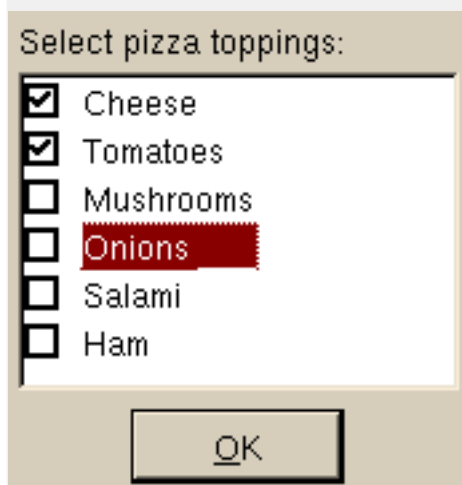 Select pizza toppings:
Cheese
Tomatoes
Mushrooms
Onions
Salami
Ham
OK